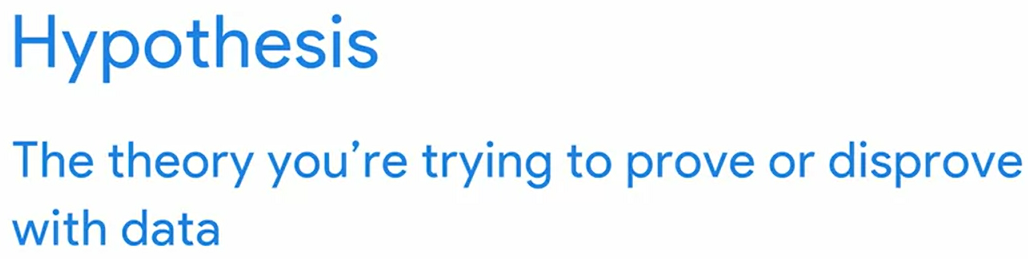 Hypothesis
The theory you’re trying to prove or disprove
with data